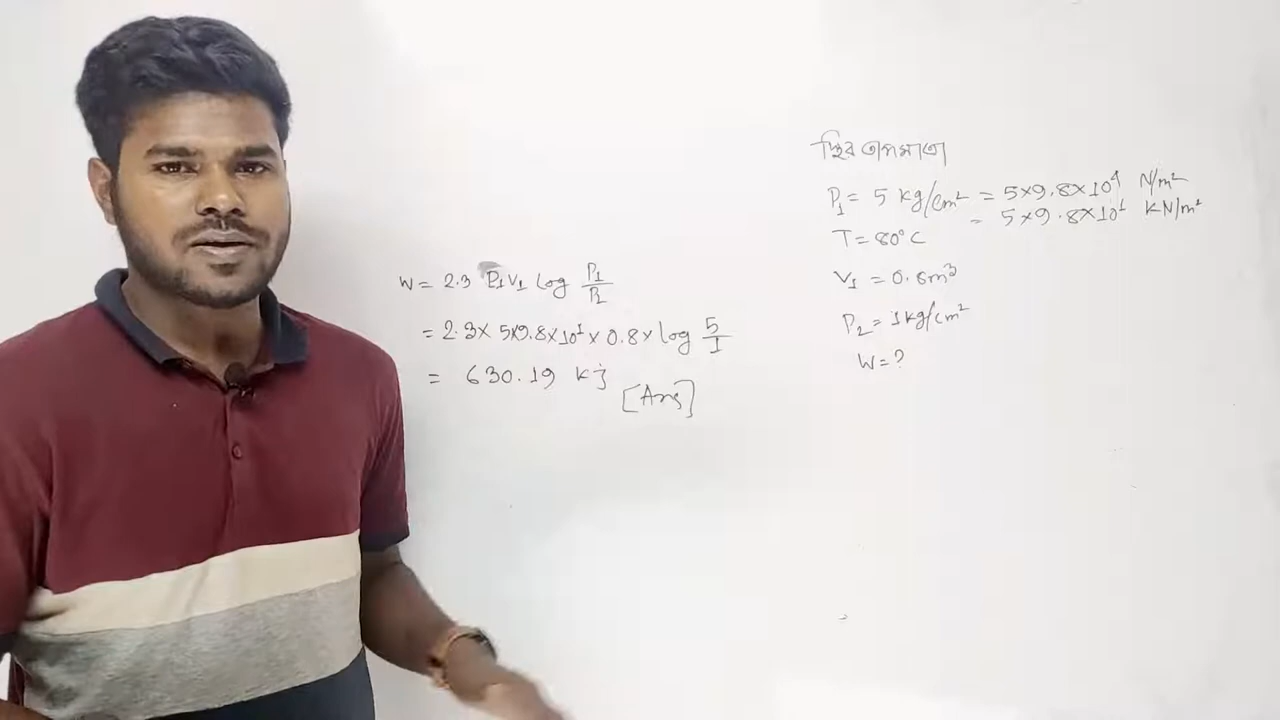 W = 2.3 P1V1 log P1/P2
= 2.3 × 5×9.8×10¹ × 0.8 × log 5/1
= 630.19 kj
[Ans]
স্থির তাপমাত্রা
P1 = 5 kg/cm² = 5×9.8×10⁴ N/m²
= 5×9.8×10¹ KN/m²
T = 80°C
V1 = 0.8m³
P2 = 1kg/cm²
W = ?